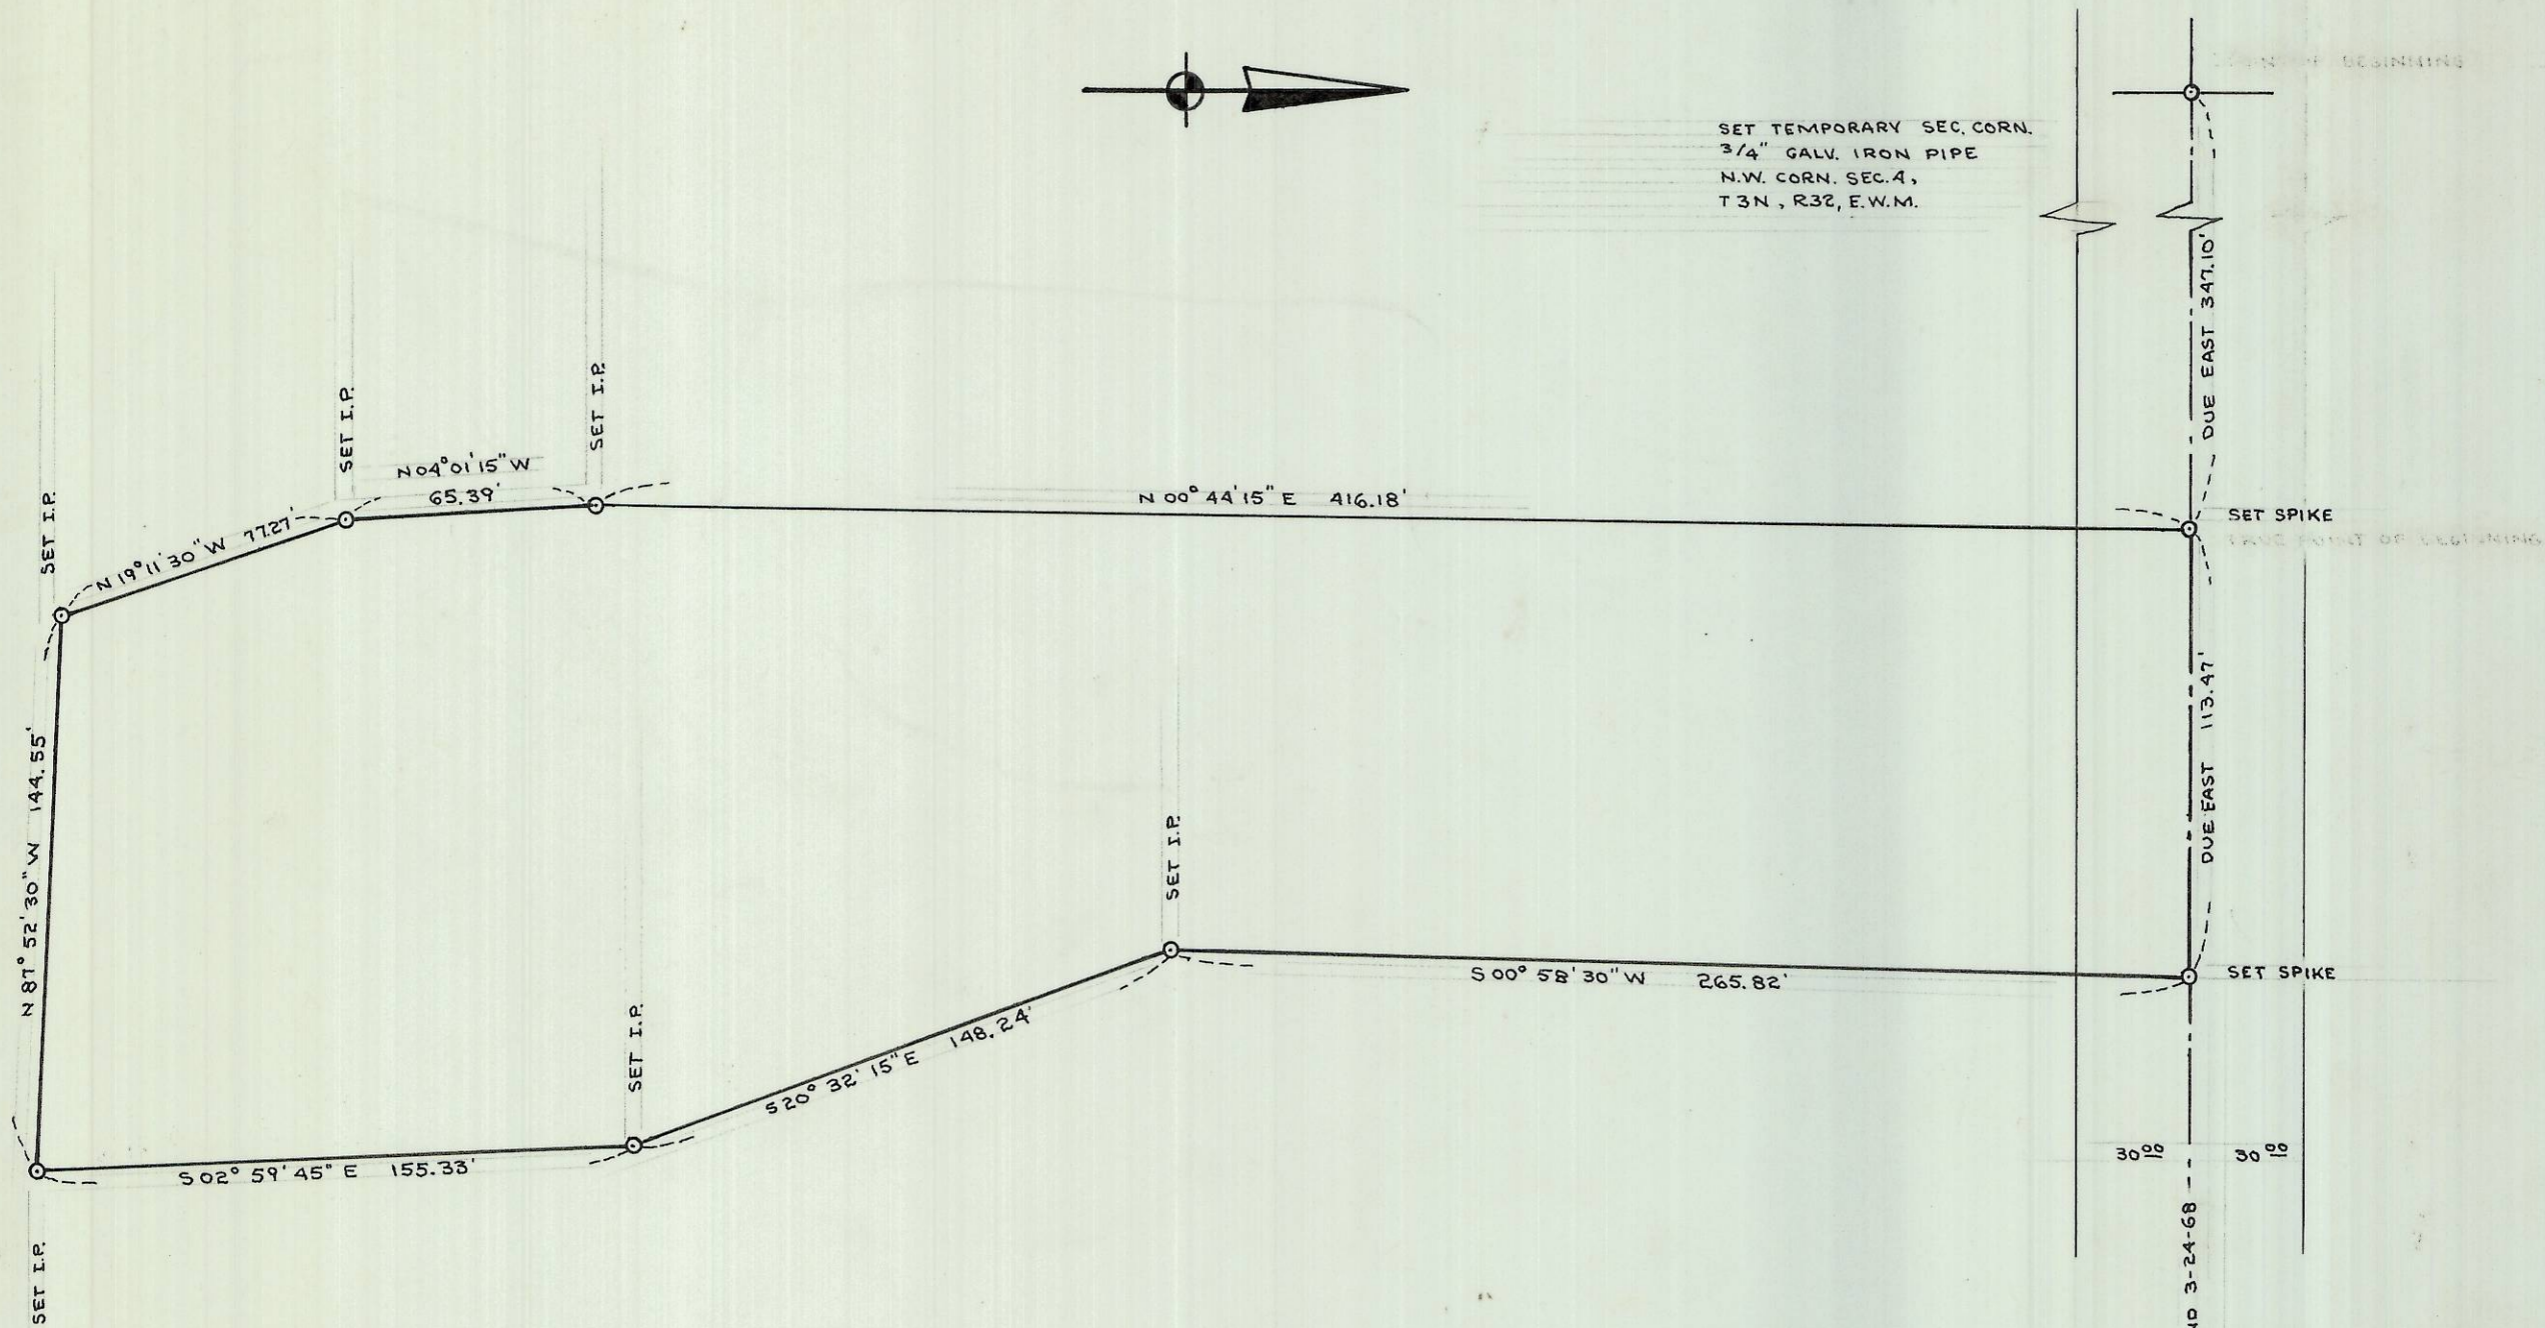 SET TEMPORARY SEC. CORN.
3/4" GALV. IRON PIPE
N.W. CORN. SEC. 4,
T 3 N , R32, E.W.M.
DUE EAST 347.10'
SET I.P.
SET I.P.
SET I.P.
N 04° 01' 15" W
65.39'
N 19° 11' 30" W 77.27'
N 00° 44' 15" E 416.18'
SET SPIKE
N 87° 52' 30" W 144.55'
DUE EAST 113.47'
SET I.P.
S 00° 58' 30" W 265.82'
SET SPIKE
SET I.P.
S 20° 32' 15" E 148.24'
S 02° 59' 45" E 155.33'
30 00
30 00
SET I.P.
3-24-68